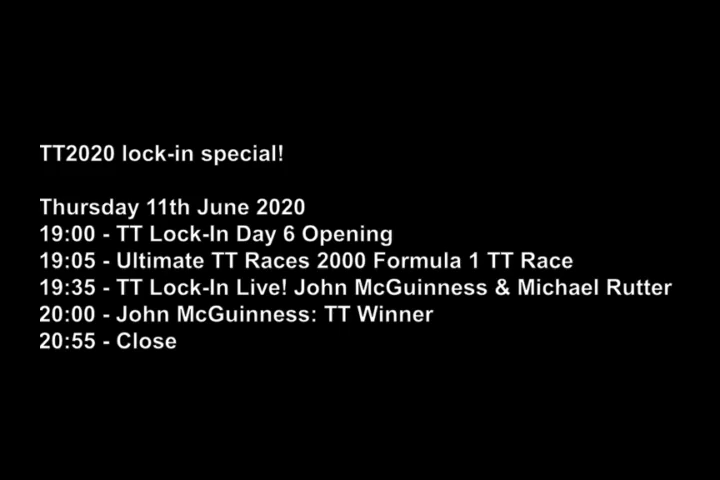 TT2020 lock-in special!
Thursday 11th June 2020
19:00 - TT Lock-In Day 6 Opening
19:05 - Ultimate TT Races 2000 Formula 1 TT Race
19:35 - TT Lock-In Live! John McGuinness & Michael Rutter
20:00 - John McGuinness: TT Winner
20:55 - Close